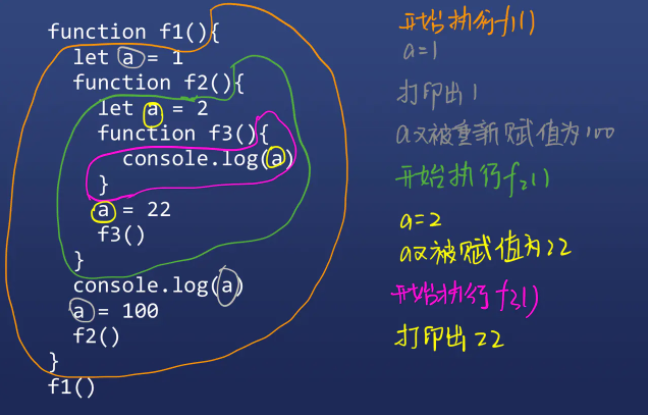 function f1(){
let a = 1
function f2(){
let a = 2
function f3(){
console.log(a)
}
a = 22
f3()
}
console.log(a)
a = 100
f2()
}
f1()
开始执行f1()
a=1
打印出1
a又被重新赋值为100
开始执行f2()
a=2
a又被赋值为22
开始执行f3()
打印出22